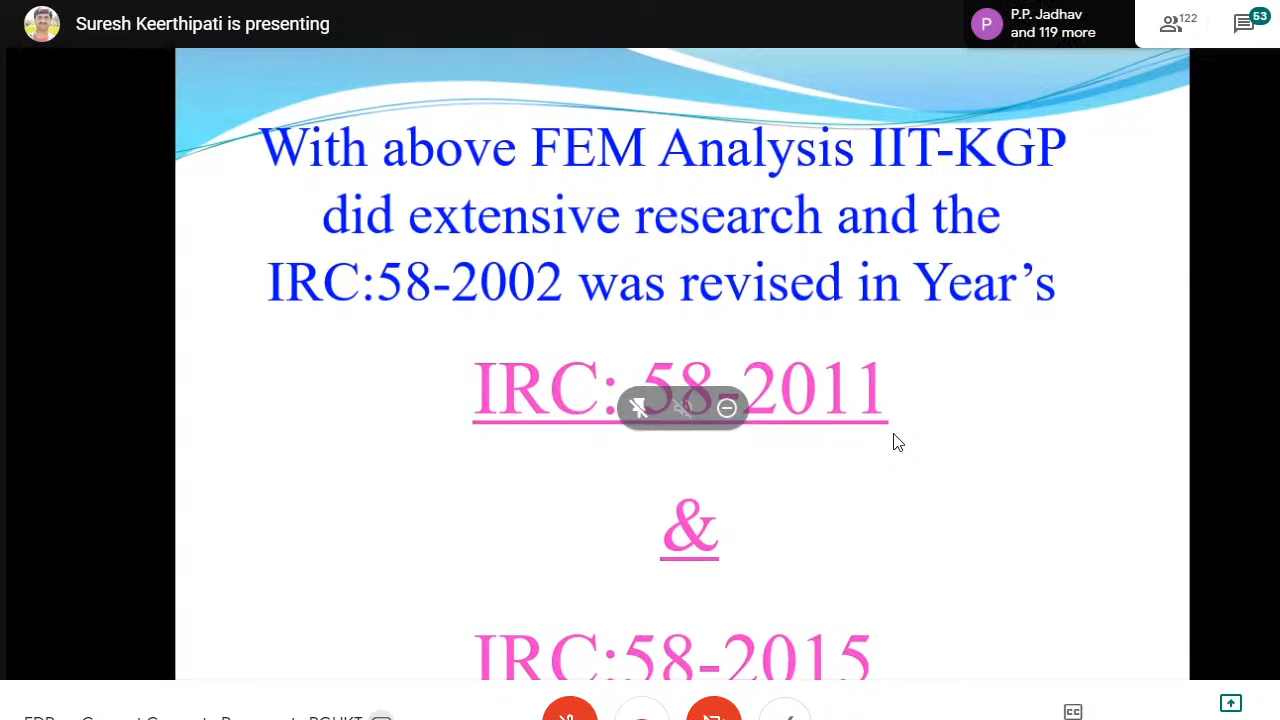 Suresh Keerthipati is presenting
P
P.P. Jadhav
and 119 more
122
53
With above FEM Analysis IIT-KGP
did extensive research and the
IRC:58-2002 was revised in Year’s
IRC: 58-2011
&
IRC:58-2015
CC